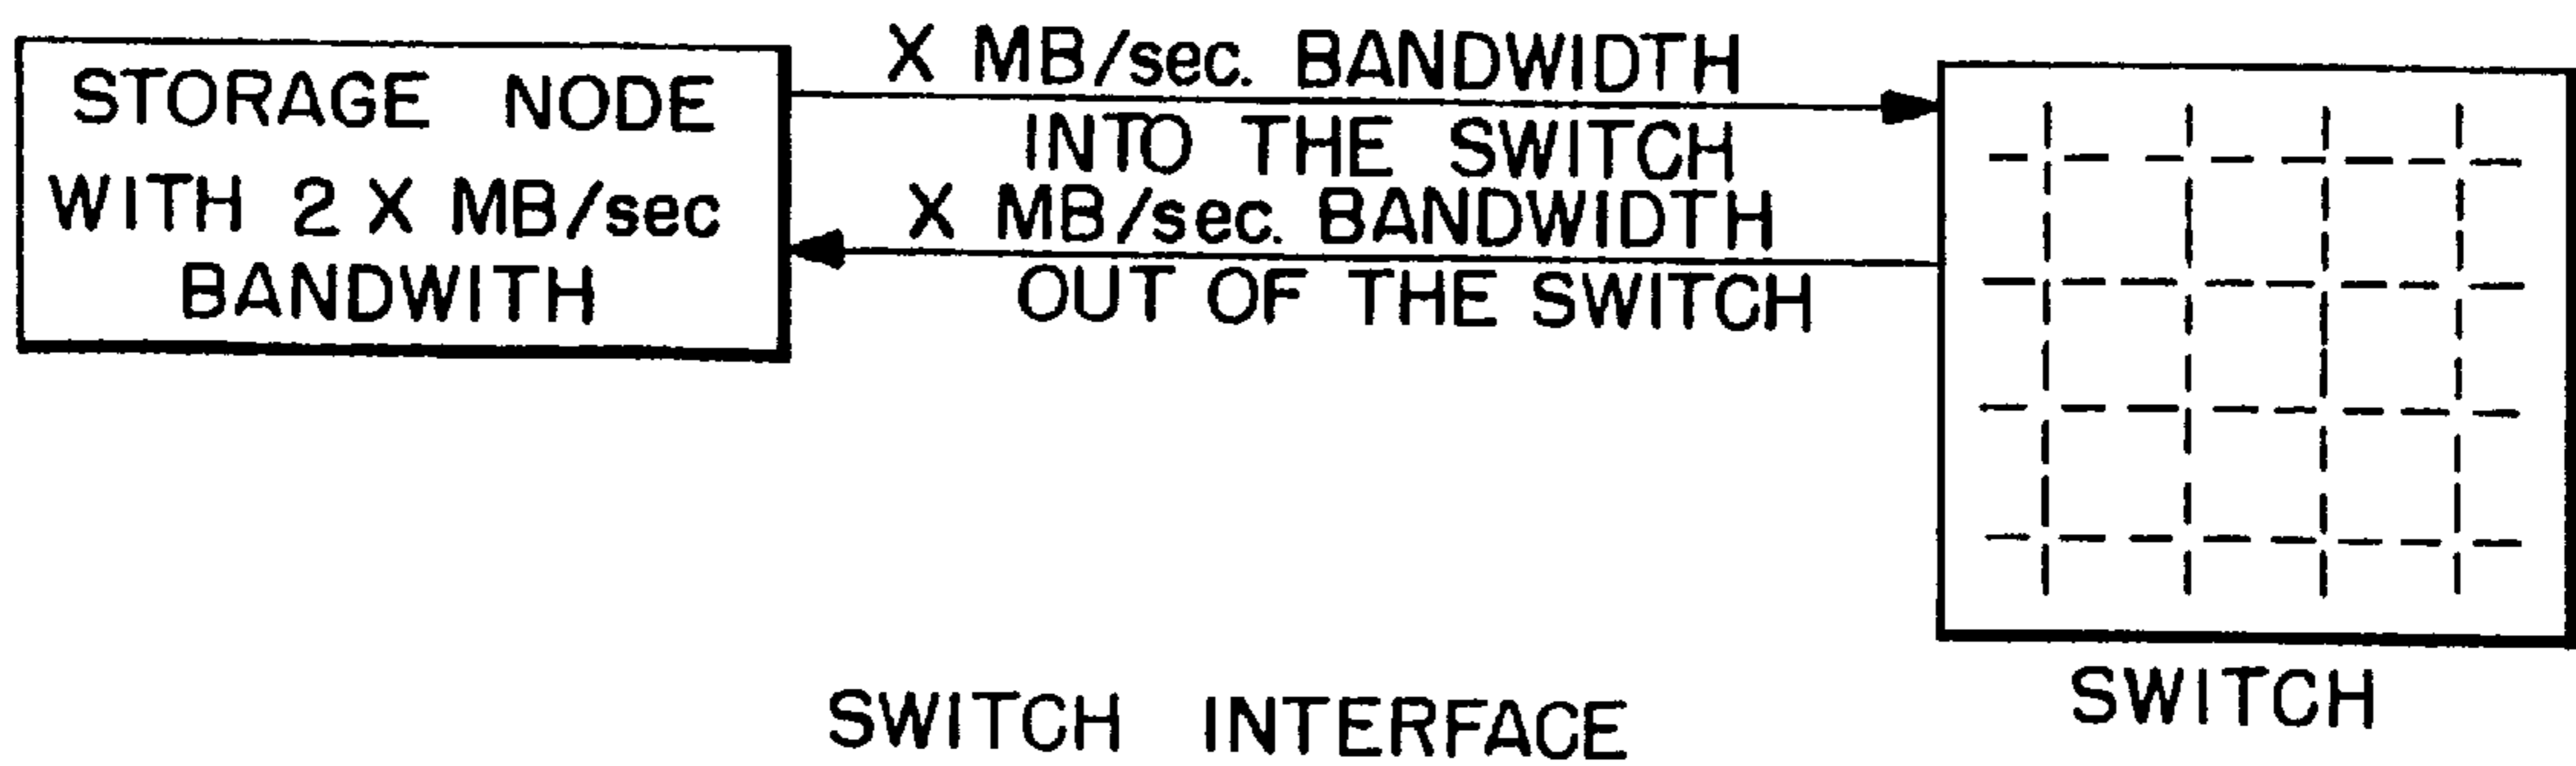 STORAGE NODE
WITH 2 X MB/sec
BANDWITH
X MB/sec. BANDWIDTH
INTO THE SWITCH
X MB/sec. BANDWIDTH
OUT OF THE SWITCH
SWITCH
SWITCH INTERFACE